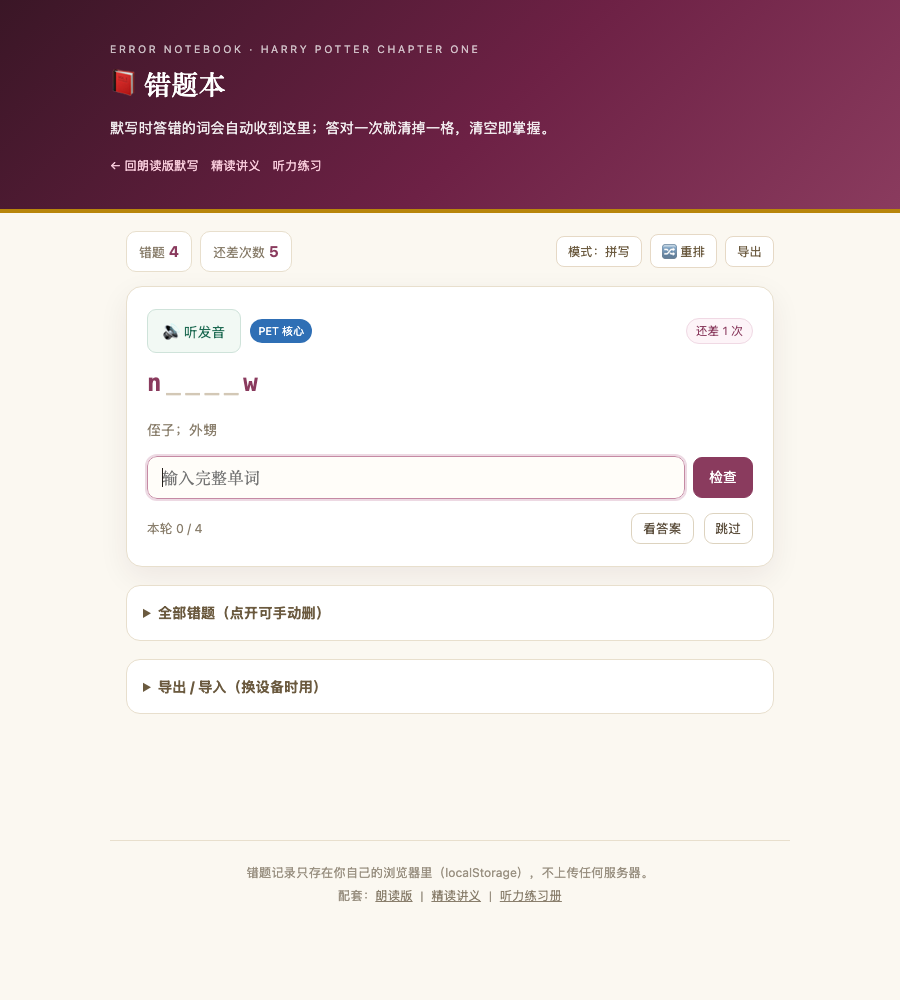 ERROR NOTEBOOK · HARRY POTTER CHAPTER ONE
📕 错题本
默写时答错的词会自动收到这里；答对一次就清掉一格，清空即掌握。
← 回朗读版默写 精读讲义 听力练习
错题 4 还差次数 5 模式：拼写 🔀 重排 导出
🔈 听发音 PET 核心 还差 1 次
n____w
侄子；外甥
输入完整单词 检查
本轮 0 / 4 看答案 跳过
▶ 全部错题（点开可手动删）
▶ 导出 / 导入（换设备时用）
错题记录只存在你自己的浏览器里（localStorage），不上传任何服务器。
配套：朗读版 | 精读讲义 | 听力练习册